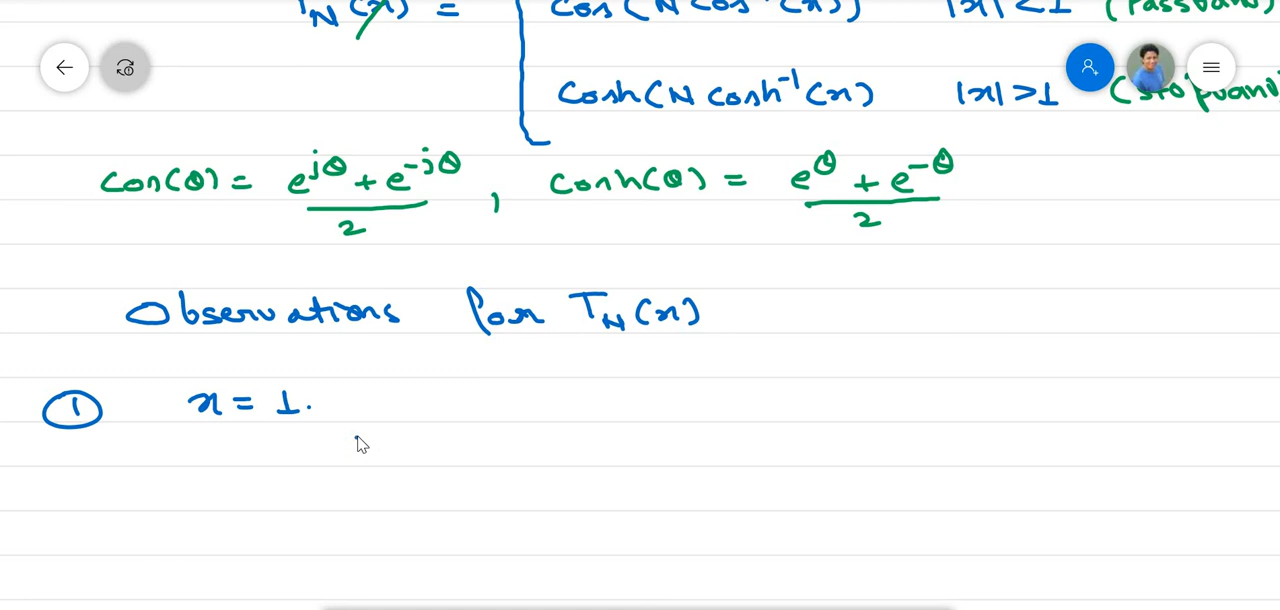 T_N(x) = { cos(N cos⁻¹(x)) |x| < 1 (Passband)
cosh(N cosh⁻¹(x)) |x| > 1 (stopband)
cos(θ) = (e^{jθ} + e^{-jθ})/2 , cosh(θ) = (e^{θ} + e^{-θ})/2
Observations for T_N(x)
① x = 1.